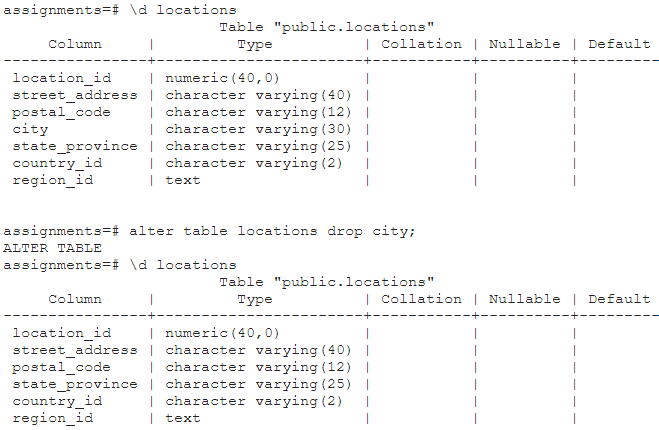 assignments=# \d locations
Table "public.locations"
Column | Type | Collation | Nullable | Default
-----------------+-----------------------+-----------+----------+---------
location_id | numeric(40,0) | | |
street_address | character varying(40) | | |
postal_code | character varying(12) | | |
city | character varying(30) | | |
state_province | character varying(25) | | |
country_id | character varying(2) | | |
region_id | text | | |
assignments=# alter table locations drop city;
ALTER TABLE
assignments=# \d locations
Table "public.locations"
Column | Type | Collation | Nullable | Default
-----------------+-----------------------+-----------+----------+---------
location_id | numeric(40,0) | | |
street_address | character varying(40) | | |
postal_code | character varying(12) | | |
state_province | character varying(25) | | |
country_id | character varying(2) | | |
region_id | text | | |